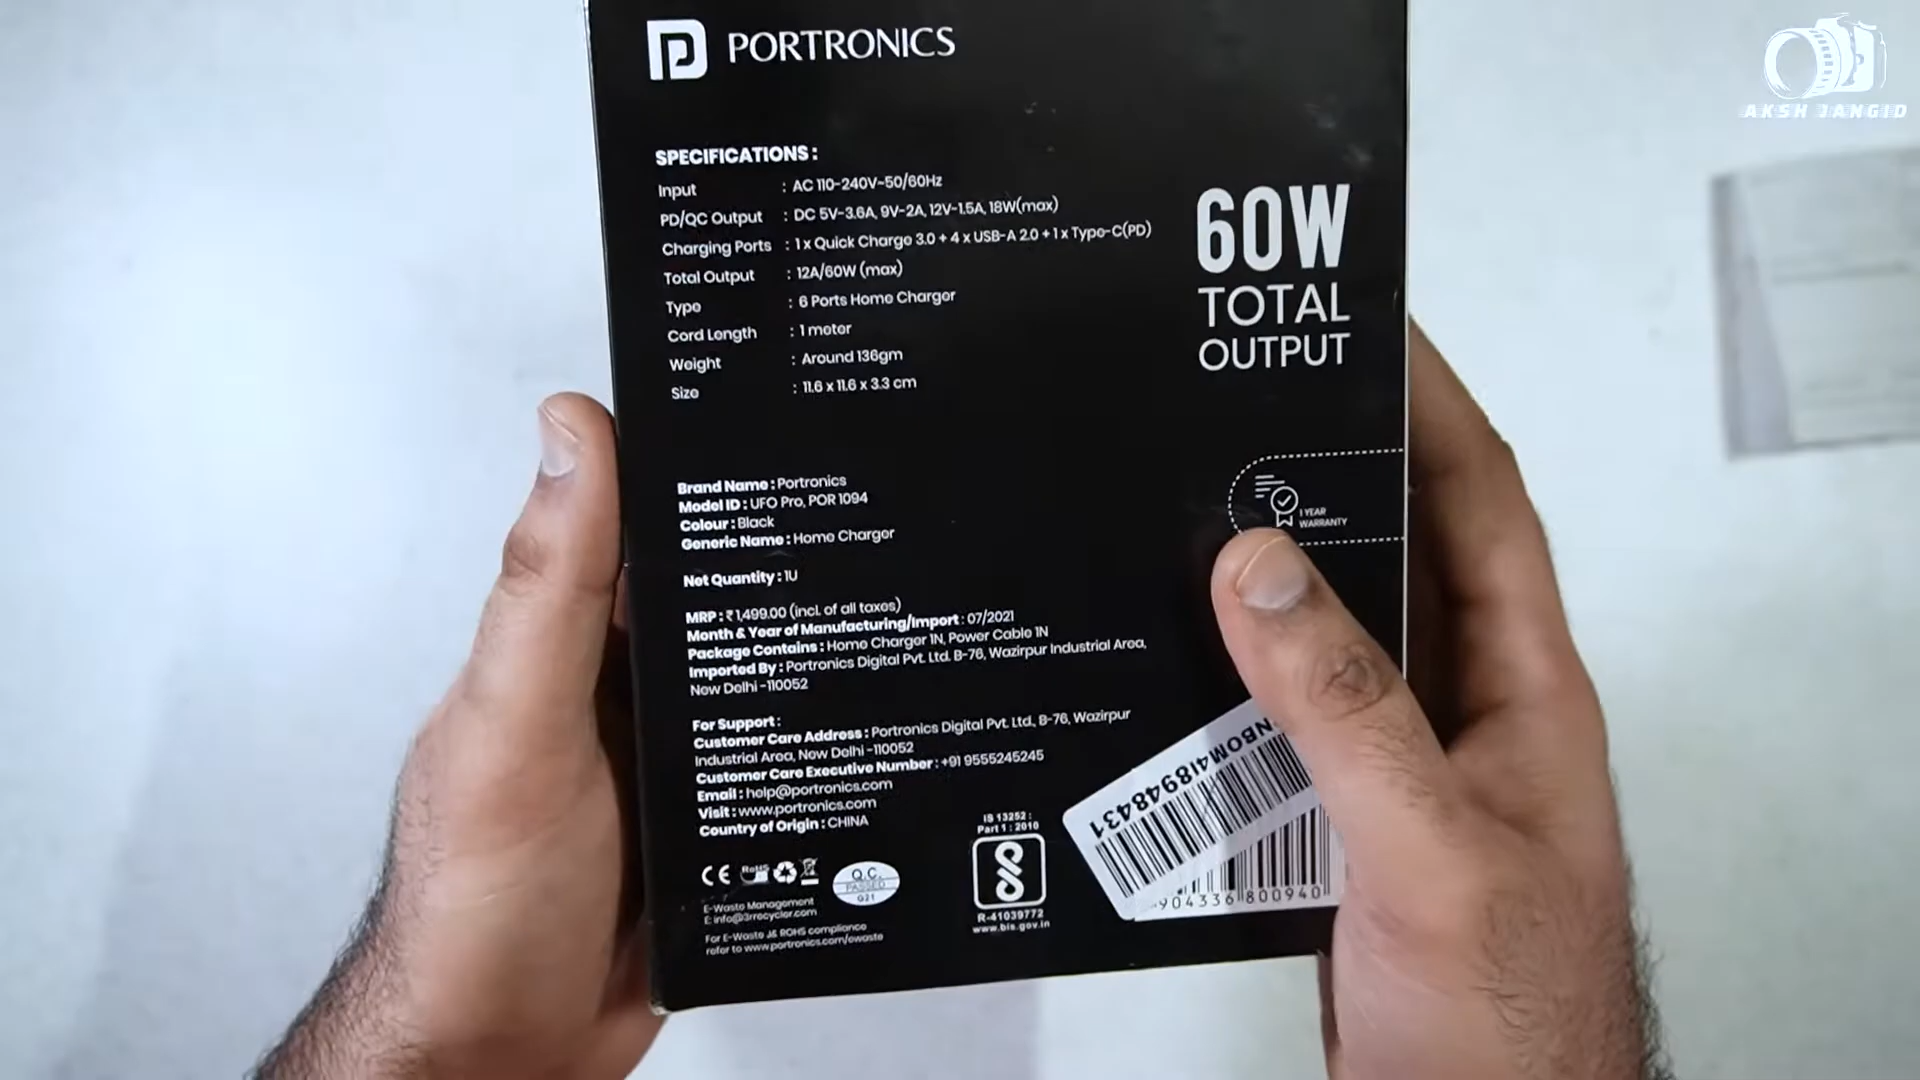 PORTRONICS
AKSH JANGID
SPECIFICATIONS :
Input : AC 110-240V-50/60Hz
PD/QC Output : DC 5V-3.6A, 9V-2A, 12V-1.5A, 18W(max)
Charging Ports : 1 x Quick Charge 3.0 + 4 x USB-A 2.0 + 1 x Type-C(PD)
Total Output : 12A/60W (max)
Type : 6 Ports Home Charger
Cord Length : 1 meter
Weight : Around 136gm
Size : 11.6 x 11.6 x 3.3 cm
60W
TOTAL
OUTPUT
1 YEAR
WARRANTY
Brand Name : Portronics
Model ID : UFO Pro, POR 1094
Colour : Black
Generic Name : Home Charger
Net Quantity : 1U
MRP : ₹ 1,499.00 (incl. of all taxes)
Month & Year of Manufacturing/Import : 07/2021
Package Contains : Home Charger 1N, Power Cable 1N
Imported By : Portronics Digital Pvt. Ltd. B-76, Wazirpur Industrial Area,
New Delhi -110052
For Support :
Customer Care Address : Portronics Digital Pvt. Ltd., B-76, Wazirpur
Industrial Area, New Delhi -110052
Customer Care Executive Number : +91 9555245245
Email : help@portronics.com
Visit : www.portronics.com
Country of Origin : CHINA
CE RoHS
Q.C.
PASSED
021
E-Waste Management
E: info@3rrecycler.com
For E-Waste J& ROHS compliance
refer to www.portronics.com/ewaste
IS 13252 :
Part 1 : 2010
R-41039772
www.bis.gov.in
NBOM418948431
904336 800940